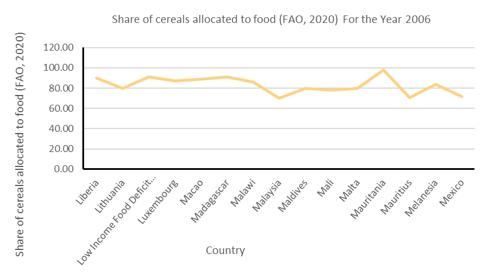 Share of cereals allocated to food (FAO, 2020) For the Year 2006
Share of cereals allocated to food (FAO, 2020)
120.00
100.00
80.00
60.00
40.00
20.00
0.00
Liberia
Lithuania
Low Income Food Deficit...
Luxembourg
Macao
Madagascar
Malawi
Malaysia
Maldives
Mali
Malta
Mauritania
Mauritius
Melanesia
Mexico
Country